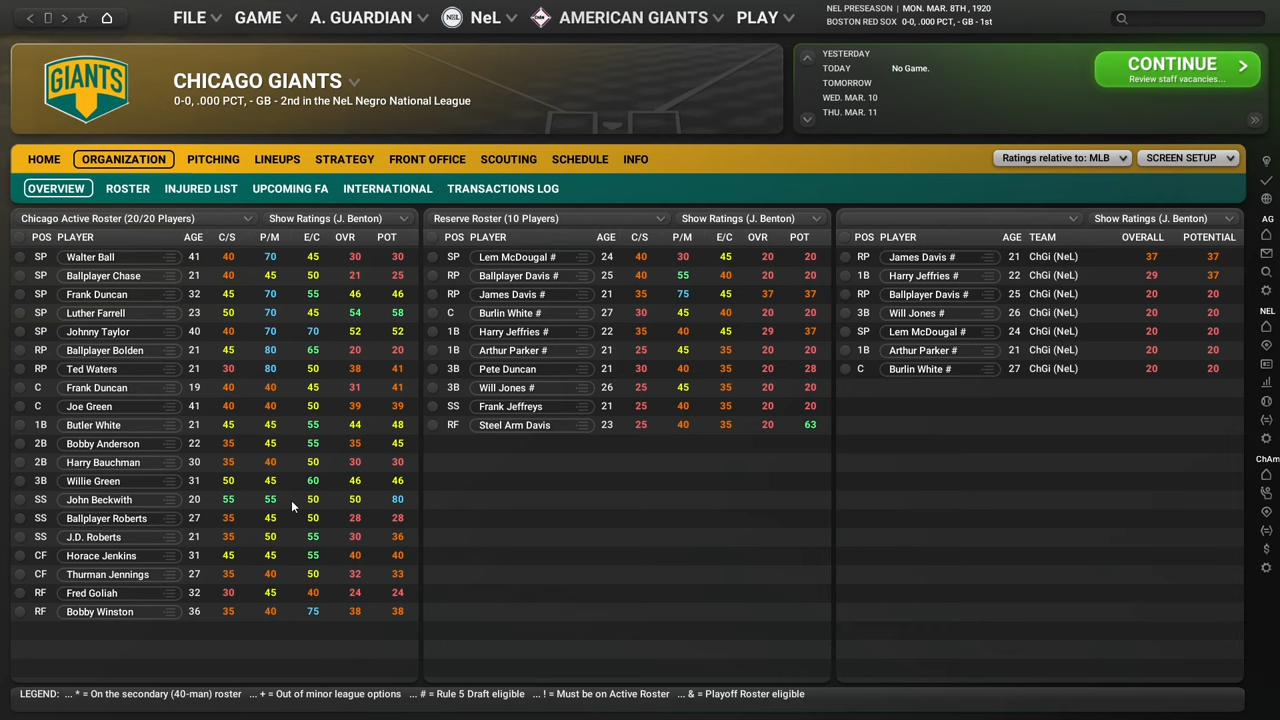 FILE GAME A. GUARDIAN NeL AMERICAN GIANTS PLAY
NEL PRESEASON | MON. MAR. 8TH , 1920
BOSTON RED SOX 0-0, .000 PCT, - GB - 1st
GIANTS
CHICAGO GIANTS
0-0, .000 PCT, - GB - 2nd in the NeL Negro National League
YESTERDAY
TODAY No Game.
TOMORROW
WED. MAR. 10
THU. MAR. 11
CONTINUE
Review staff vacancies...
HOME ORGANIZATION PITCHING LINEUPS STRATEGY FRONT OFFICE SCOUTING SCHEDULE INFO
Ratings relative to: MLB SCREEN SETUP
OVERVIEW ROSTER INJURED LIST UPCOMING FA INTERNATIONAL TRANSACTIONS LOG
Chicago Active Roster (20/20 Players) Show Ratings (J. Benton)
POS PLAYER AGE C/S P/M E/C OVR POT
SP Walter Ball 41 40 70 45 30 30
SP Ballplayer Chase 21 40 45 50 21 25
SP Frank Duncan 32 45 70 55 46 46
SP Luther Farrell 23 50 70 45 54 58
SP Johnny Taylor 40 40 70 70 52 52
RP Ballplayer Bolden 21 45 80 65 20 20
RP Ted Waters 21 30 80 50 38 41
C Frank Duncan 19 40 40 45 31 41
C Joe Green 41 40 40 50 39 39
1B Butler White 21 45 45 55 44 48
2B Bobby Anderson 22 35 45 55 35 45
2B Harry Bauchman 30 35 40 50 30 30
3B Willie Green 31 50 45 60 46 46
SS John Beckwith 20 55 55 50 50 80
SS Ballplayer Roberts 27 35 45 50 28 28
SS J.D. Roberts 21 35 50 55 30 36
CF Horace Jenkins 31 45 45 55 40 40
CF Thurman Jennings 27 35 40 50 32 33
RF Fred Goliah 32 30 45 40 24 24
RF Bobby Winston 36 35 40 75 38 38
Reserve Roster (10 Players) Show Ratings (J. Benton)
POS PLAYER AGE C/S P/M E/C OVR POT
SP Lem McDougal # 24 40 30 45 20 20
RP Ballplayer Davis # 25 40 55 40 20 20
RP James Davis # 21 35 75 45 37 37
C Burlin White # 27 30 45 40 20 20
1B Harry Jeffries # 22 35 40 45 29 37
1B Arthur Parker # 21 25 45 35 20 20
3B Pete Duncan 21 30 40 35 20 28
3B Will Jones # 26 25 45 35 20 20
SS Frank Jeffreys 21 25 40 35 20 20
RF Steel Arm Davis 23 25 40 35 20 63
Show Ratings (J. Benton)
POS PLAYER AGE TEAM OVERALL POTENTIAL
RP James Davis # 21 ChGi (NeL) 37 37
1B Harry Jeffries # 22 ChGi (NeL) 29 37
RP Ballplayer Davis # 25 ChGi (NeL) 20 20
3B Will Jones # 26 ChGi (NeL) 20 20
SP Lem McDougal # 24 ChGi (NeL) 20 20
1B Arthur Parker # 21 ChGi (NeL) 20 20
C Burlin White # 27 ChGi (NeL) 20 20
AG
NEL
ChAm
LEGEND: ... * = On the secondary (40-man) roster ... + = Out of minor league options ... # = Rule 5 Draft eligible ... ! = Must be on Active Roster ... & = Playoff Roster eligible